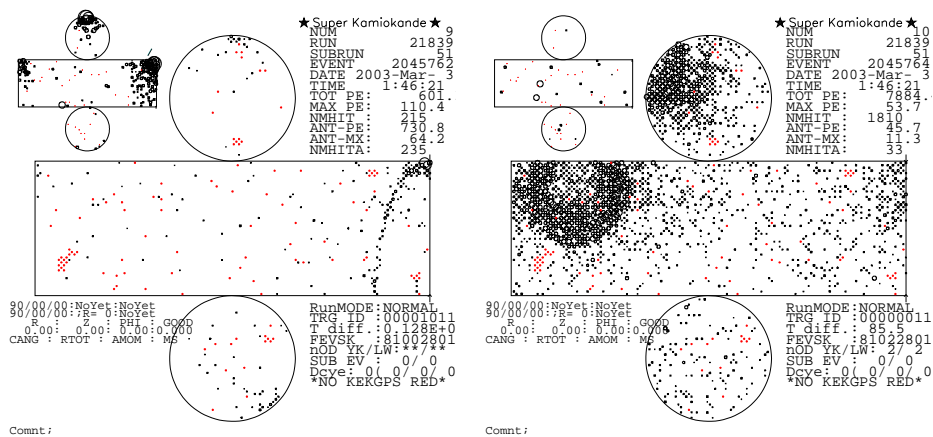 ★ Super Kamiokande ★
NUM 9
RUN 21839
SUBRUN 51
EVENT 2045762
DATE 2003-Mar- 3
TIME 1:46:21
TOT PE: 601.
MAX PE: 110.4
NMHIT : 215
ANT-PE: 730.8
ANT-MX: 64.2
NMHITA: 235
90/00/00:NoYet:NoYet
90/00/00:;R= 0:NoYet
R : Z : PHI : GOOD
0.00: 0.00: 0.00:0.000
CANG : RTOT : AMOM : MS
RunMODE:NORMAL
TRG ID :00001011
T diff.:0.128E+0
FEVSK :81002801
nOD YK/LW:**/**
SUB EV : 0/ 0
Dcye: 0( 0/ 0/ 0
*NO KEKGPS RED*
Comnt;
★ Super Kamiokande ★
NUM 10
RUN 21839
SUBRUN 51
EVENT 2045764
DATE 2003-Mar- 3
TIME 1:46:21
TOT PE: 7884.
MAX PE: 53.7
NMHIT : 1810
ANT-PE: 45.7
ANT-MX: 11.3
NMHITA: 33
90/00/00:NoYet:NoYet
90/00/00:;R= 0:NoYet
R : Z : PHI : GOOD
0.00: 0.00: 0.00:0.000
CANG : RTOT : AMOM : MS
RunMODE:NORMAL
TRG ID :00000011
T diff.: 85.5
FEVSK :81022801
nOD YK/LW: 2/ 2
SUB EV : 0/ 0
Dcye: 0( 0/ 0/ 0
*NO KEKGPS RED*
Comnt;